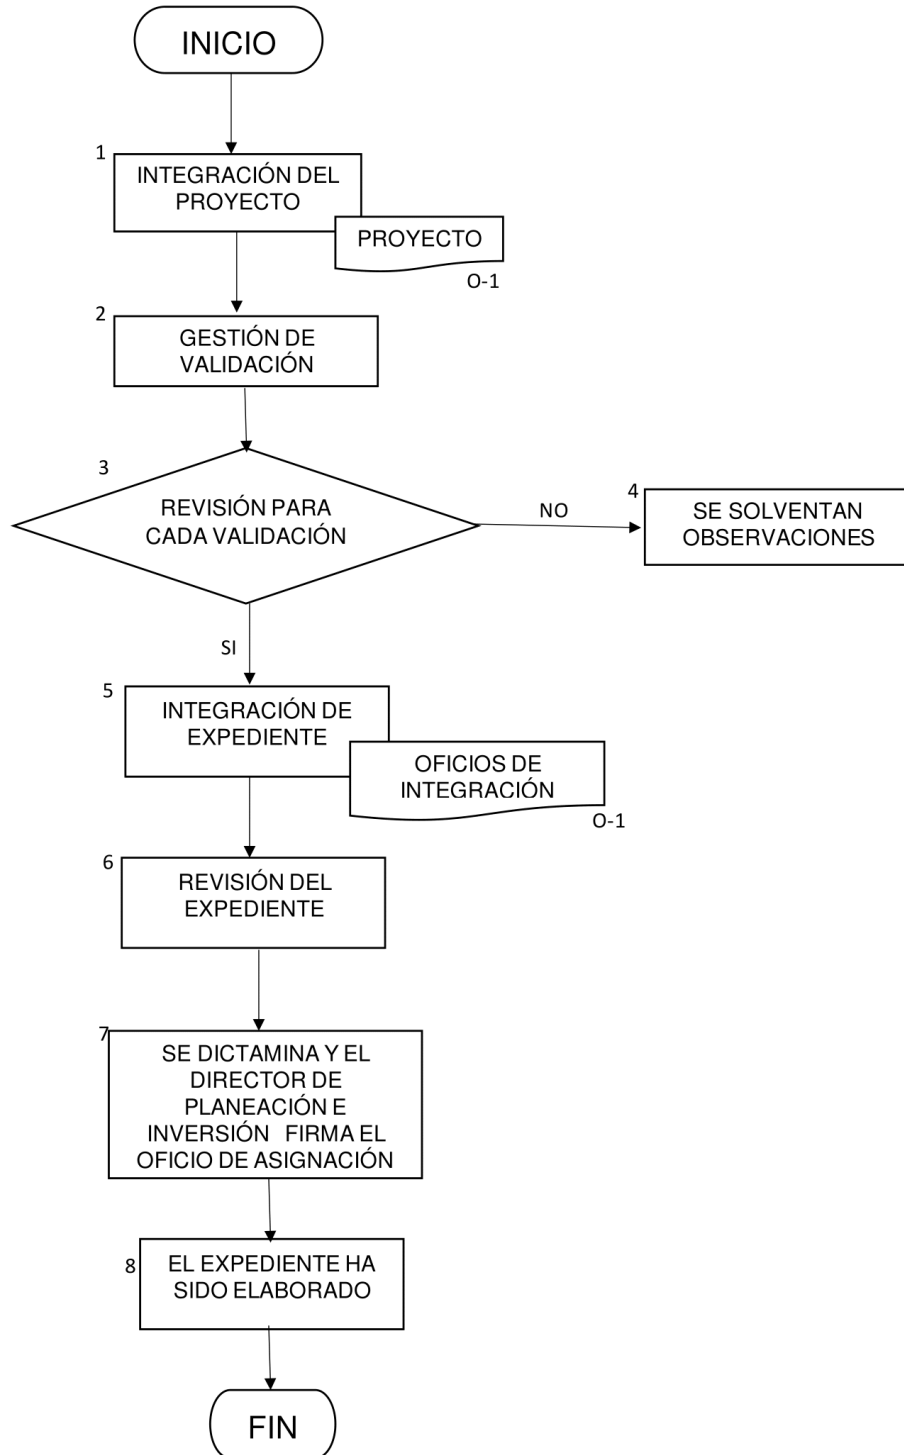 INICIO
1
INTEGRACIÓN DEL
PROYECTO
PROYECTO
O-1
2
GESTIÓN DE
VALIDACIÓN
3
REVISIÓN PARA
CADA VALIDACIÓN
NO
4
SE SOLVENTAN
OBSERVACIONES
SI
5
INTEGRACIÓN DE
EXPEDIENTE
OFICIOS DE
INTEGRACIÓN
O-1
6
REVISIÓN DEL
EXPEDIENTE
7
SE DICTAMINA Y EL
DIRECTOR DE
PLANEACIÓN E
INVERSIÓN FIRMA EL
OFICIO DE ASIGNACIÓN
8
EL EXPEDIENTE HA
SIDO ELABORADO
FIN